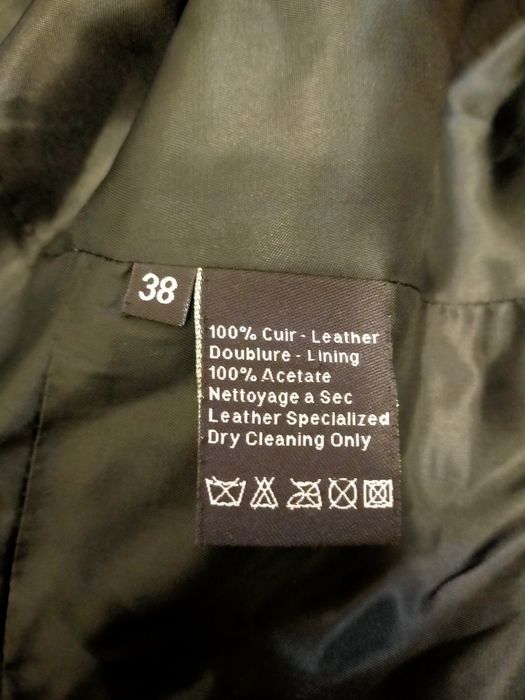 38
100% Cuir - Leather
Doublure - Lining
100% Acetate
Nettoyage a Sec
Leather Specialized
Dry Cleaning Only